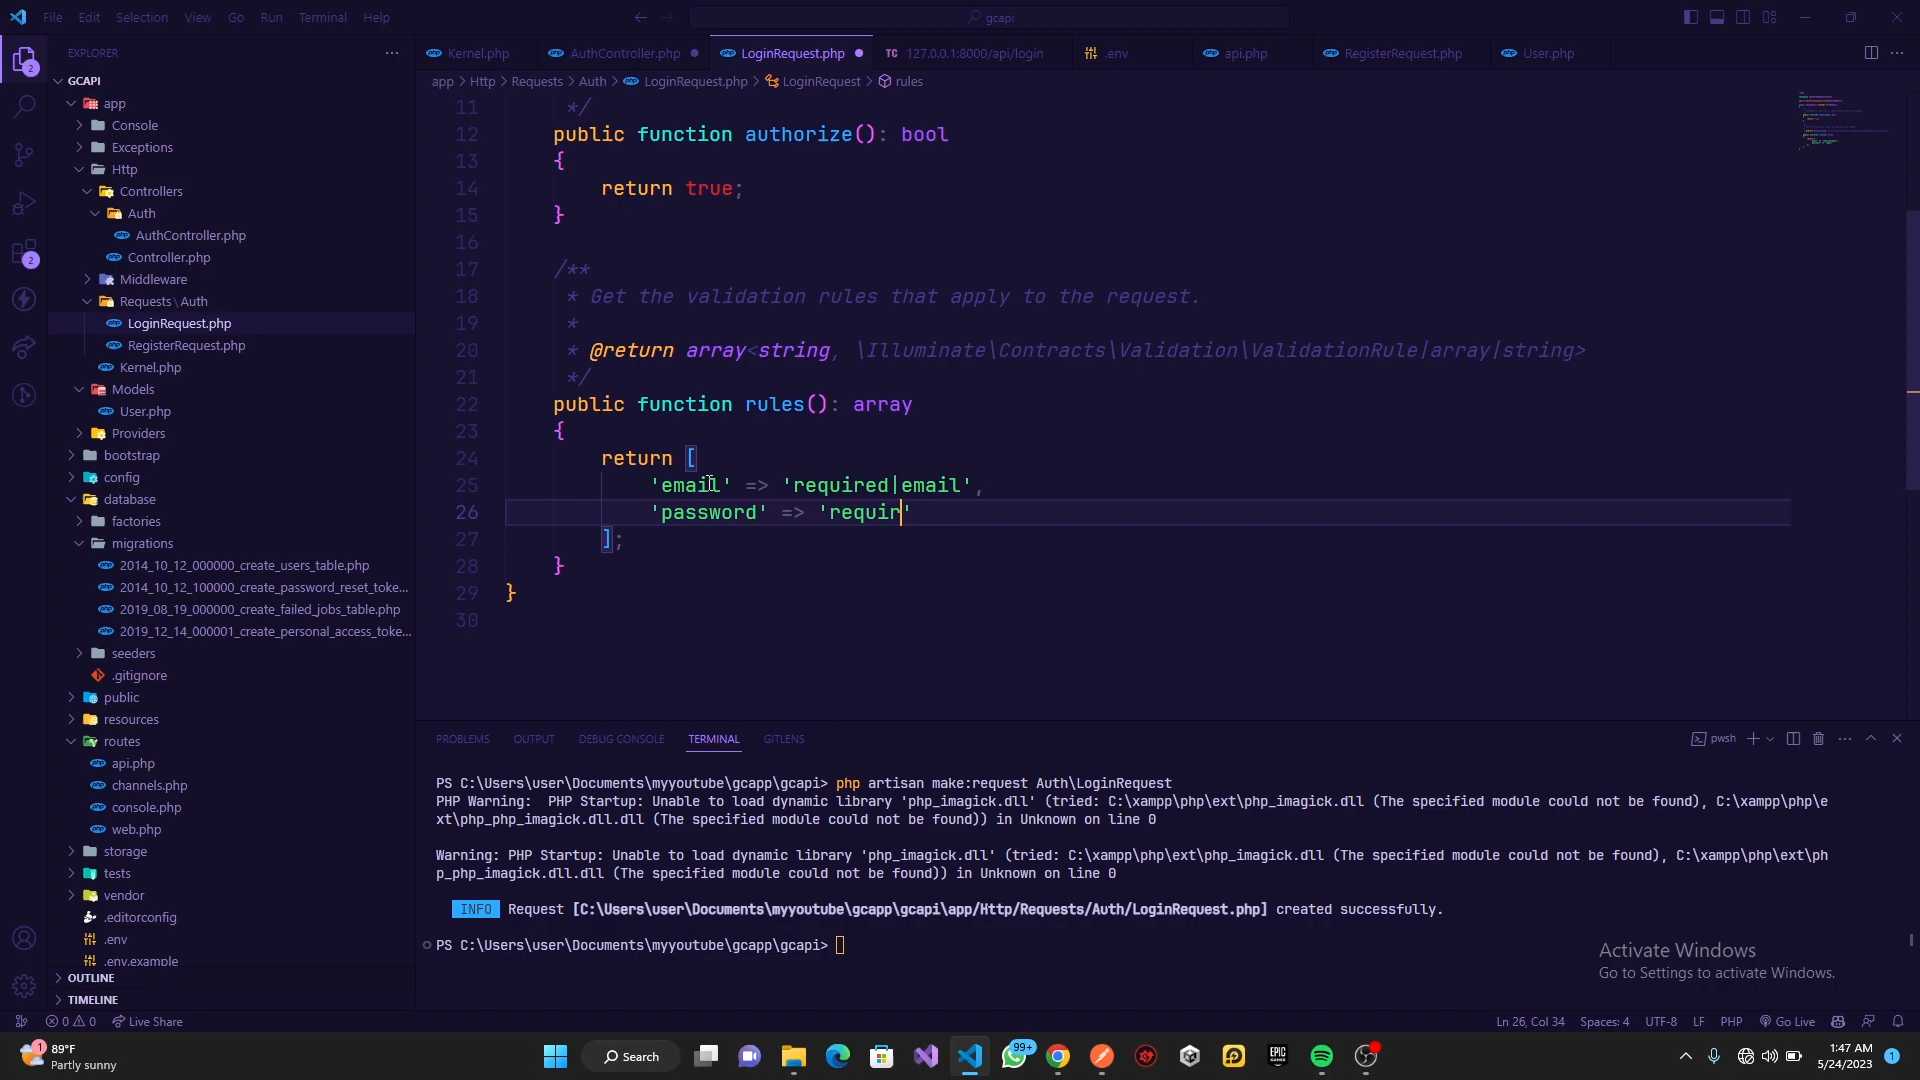 File Edit Selection View Go Run Terminal Help
gcapi
EXPLORER
Kernel.php AuthController.php LoginRequest.php TC 127.0.0.1:8000/api/login .env api.php RegisterRequest.php User.php
app > Http > Requests > Auth > LoginRequest.php > LoginRequest > rules
GCAPI
app
Console
Exceptions
Http
Controllers
Auth
AuthController.php
Controller.php
Middleware
Requests\Auth
LoginRequest.php
RegisterRequest.php
Kernel.php
Models
User.php
Providers
bootstrap
config
database
factories
migrations
2014_10_12_000000_create_users_table.php
2014_10_12_100000_create_password_reset_toke...
2019_08_19_000000_create_failed_jobs_table.php
2019_12_14_000001_create_personal_access_toke...
seeders
.gitignore
public
resources
routes
api.php
channels.php
console.php
web.php
storage
tests
vendor
.editorconfig
.env
.env.example
OUTLINE
TIMELINE
11 */
12 public function authorize(): bool
13 {
14 return true;
15 }
16
17 /**
18 * Get the validation rules that apply to the request.
19 *
20 * @return array<string, \Illuminate\Contracts\Validation\ValidationRule|array|string>
21 */
22 public function rules(): array
23 {
24 return [
25 'email' => 'required|email',
26 'password' => 'requir'
27 ];
28 }
29 }
30
PROBLEMS OUTPUT DEBUG CONSOLE TERMINAL GITLENS
pwsh
PS C:\Users\user\Documents\myyoutube\gcapp\gcapi> php artisan make:request Auth\LoginRequest
PHP Warning:  PHP Startup: Unable to load dynamic library 'php_imagick.dll' (tried: C:\xampp\php\ext\php_imagick.dll (The specified module could not be found), C:\xampp\php\e
xt\php_php_imagick.dll.dll (The specified module could not be found)) in Unknown on line 0
Warning: PHP Startup: Unable to load dynamic library 'php_imagick.dll' (tried: C:\xampp\php\ext\php_imagick.dll (The specified module could not be found), C:\xampp\php\ext\ph
p_php_imagick.dll.dll (The specified module could not be found)) in Unknown on line 0
INFO Request [C:\Users\user\Documents\myyoutube\gcapp\gcapi\app/Http/Requests/Auth/LoginRequest.php] created successfully.
PS C:\Users\user\Documents\myyoutube\gcapp\gcapi>
Activate Windows
Go to Settings to activate Windows.
0 0 Live Share
Ln 26, Col 34 Spaces: 4 UTF-8 LF PHP Go Live
89°F
Partly sunny
Search
99+
EPIC GAMES
1:47 AM
5/24/2023